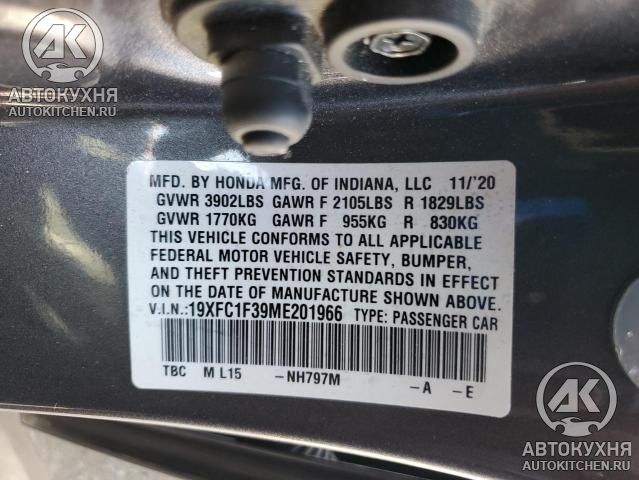 АК
АВТОКУХНЯ
AUTOKITCHEN.RU
MFD. BY HONDA MFG. OF INDIANA, LLC 11/'20
GVWR 3902LBS GAWR F 2105LBS R 1829LBS
GVWR 1770KG GAWR F 955KG R 830KG
THIS VEHICLE CONFORMS TO ALL APPLICABLE
FEDERAL MOTOR VEHICLE SAFETY, BUMPER,
AND THEFT PREVENTION STANDARDS IN EFFECT
ON THE DATE OF MANUFACTURE SHOWN ABOVE.
V.I.N.:19XFC1F39ME201966 TYPE: PASSENGER CAR
TBC M L15 -NH797M -A -E
АК
АВТОКУХНЯ
AUTOKITCHEN.RU